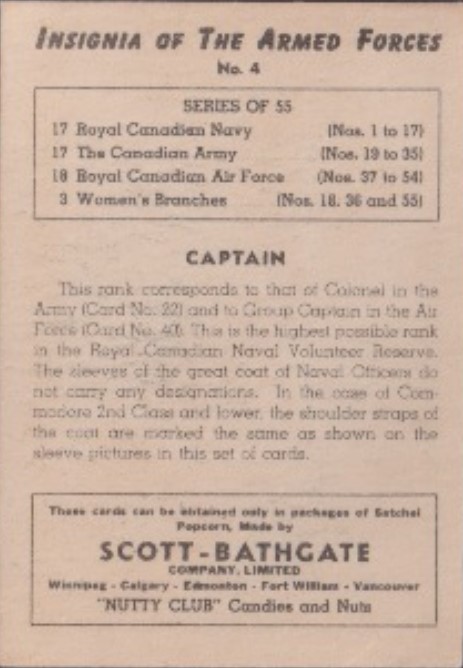 INSIGNIA OF THE ARMED FORCES
No. 4
SERIES OF 55
17 Royal Canadian Navy (Nos. 1 to 17)
17 The Canadian Army (Nos. 19 to 35)
18 Royal Canadian Air Force (Nos. 37 to 54)
3 Women's Branches (Nos. 18, 36 and 55)
CAPTAIN
This rank corresponds to that of Colonel in the
Army (Card No. 22) and to Group Captain in the Air
Force (Card No. 40). This is the highest possible rank
in the Royal Canadian Naval Volunteer Reserve.
The sleeves of the great coat of Naval Officers do
not carry any designations. In the case of Com-
modore 2nd Class and lower, the shoulder straps of
the coat are marked the same as shown on the
sleeve pictures in this set of cards.
These cards can be obtained only in packages of Satchel
Popcorn, Made by
SCOTT-BATHGATE
COMPANY, LIMITED
Winnipeg - Calgary - Edmonton - Fort William - Vancouver
"NUTTY CLUB" Candies and Nuts